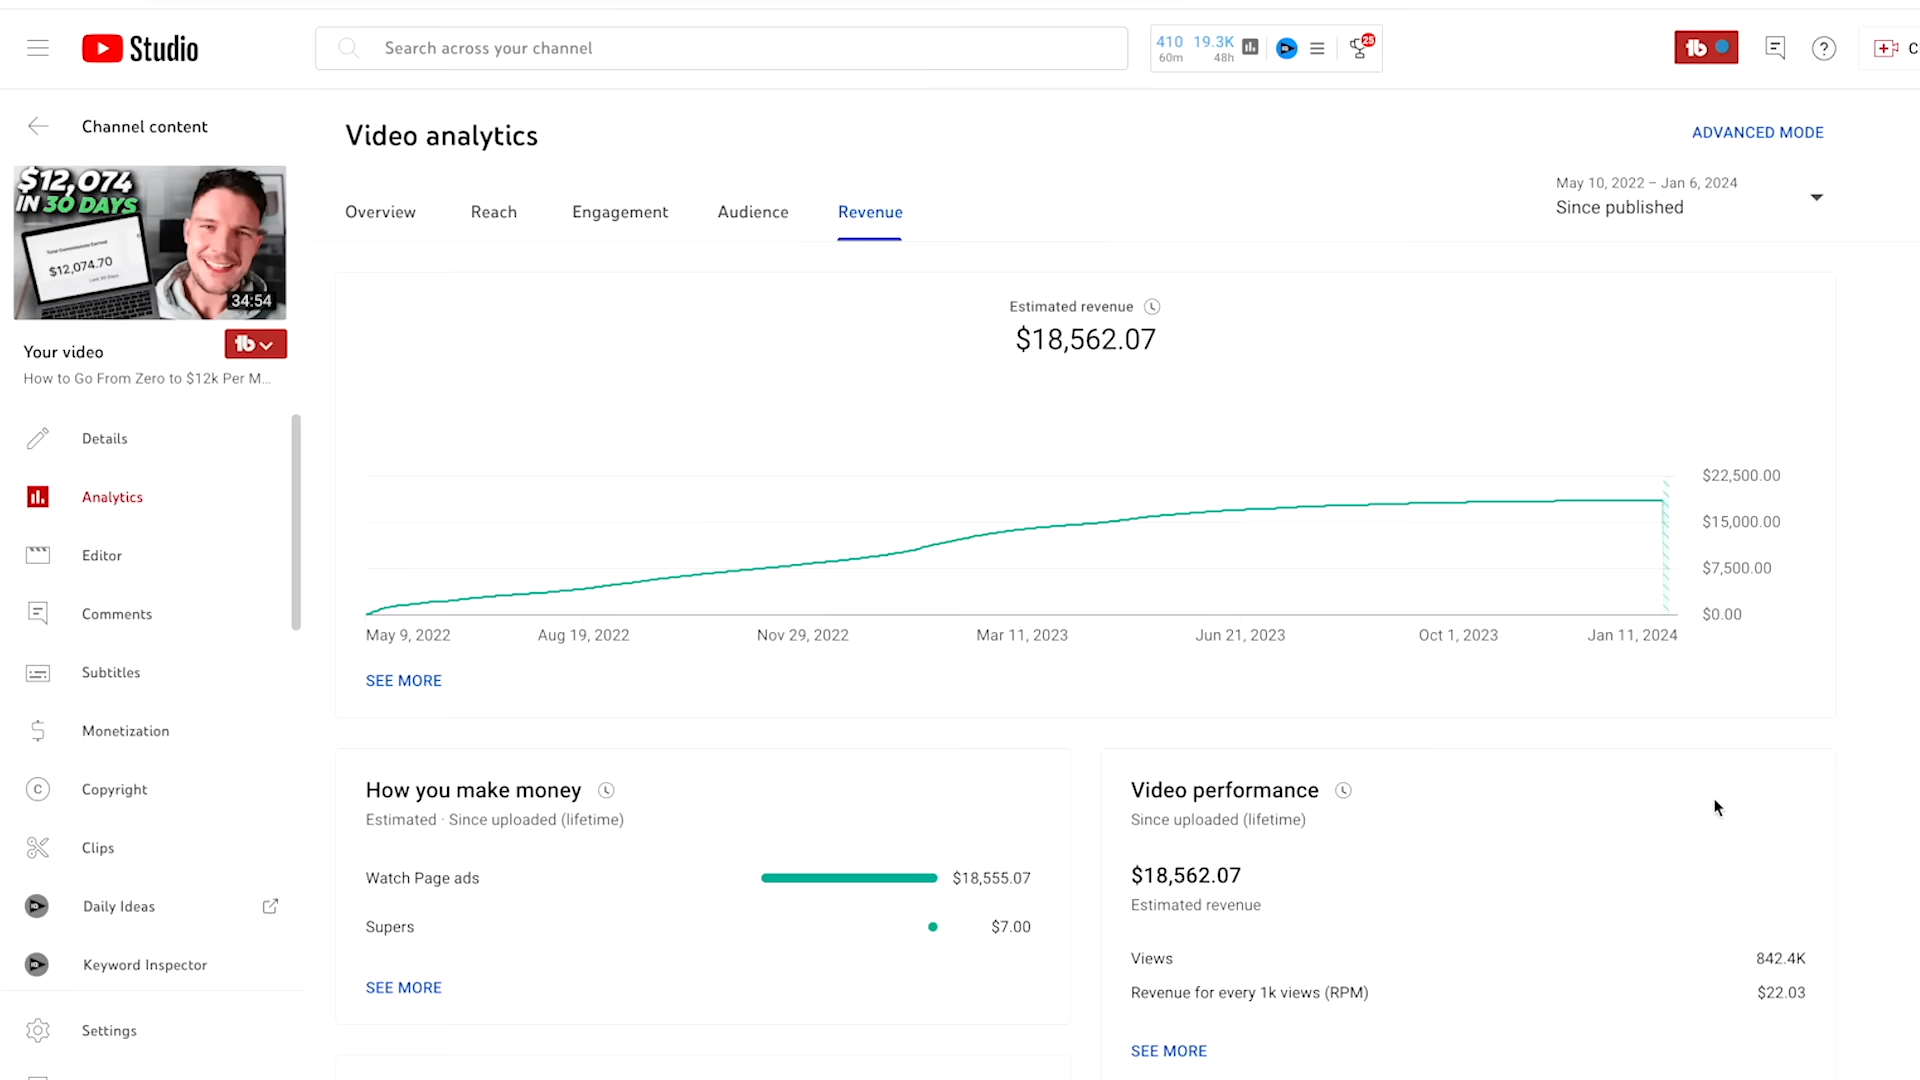 Studio
Search across your channel
410 19.3K
60m 48h
25
Channel content
Video analytics
ADVANCED MODE
$12,074
IN 30 DAYS
Total Commissions Earned
$12,074.70
34:54
Overview
Reach
Engagement
Audience
Revenue
May 10, 2022 – Jan 6, 2024
Since published
Your video
How to Go From Zero to $12k Per M...
Details
Analytics
Editor
Comments
Subtitles
Monetization
Copyright
Clips
Daily Ideas
Keyword Inspector
Settings
Estimated revenue
$18,562.07
$22,500.00
$15,000.00
$7,500.00
$0.00
May 9, 2022
Aug 19, 2022
Nov 29, 2022
Mar 11, 2023
Jun 21, 2023
Oct 1, 2023
Jan 11, 2024
SEE MORE
How you make money
Estimated · Since uploaded (lifetime)
Watch Page ads $18,555.07
Supers $7.00
SEE MORE
Video performance
Since uploaded (lifetime)
$18,562.07
Estimated revenue
Views 842.4K
Revenue for every 1k views (RPM) $22.03
SEE MORE